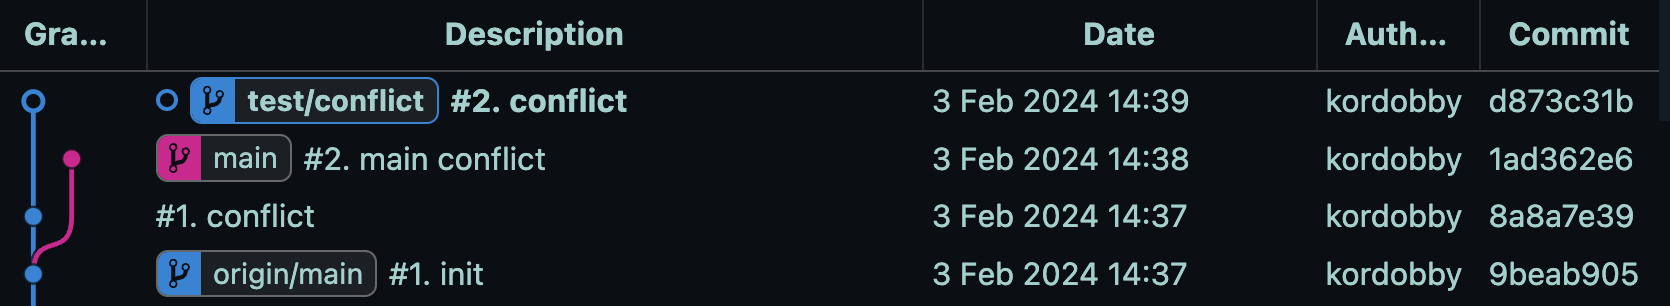 Gra... Description Date Auth... Commit
test/conflict #2. conflict 3 Feb 2024 14:39 kordobby d873c31b
main #2. main conflict 3 Feb 2024 14:38 kordobby 1ad362e6
#1. conflict 3 Feb 2024 14:37 kordobby 8a8a7e39
origin/main #1. init 3 Feb 2024 14:37 kordobby 9beab905